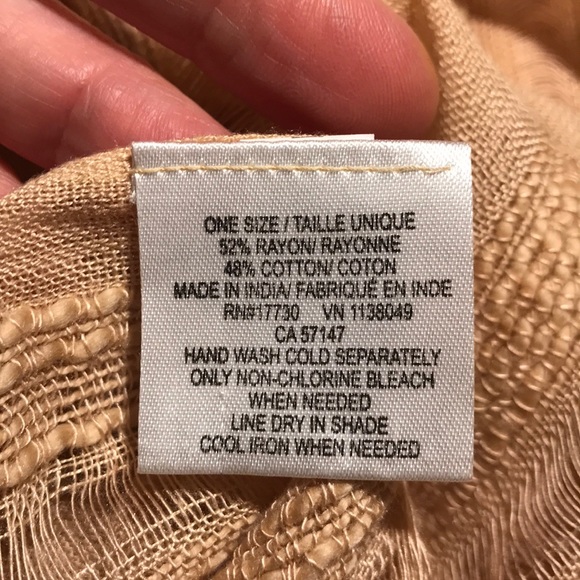 ONE SIZE / TAILLE UNIQUE
52% RAYON/ RAYONNE
48% COTTON/ COTON
MADE IN INDIA/ FABRIQUÉ EN INDE
RN#17730 VN 1138049
CA 57147
HAND WASH COLD SEPARATELY
ONLY NON-CHLORINE BLEACH
WHEN NEEDED
LINE DRY IN SHADE
COOL IRON WHEN NEEDED